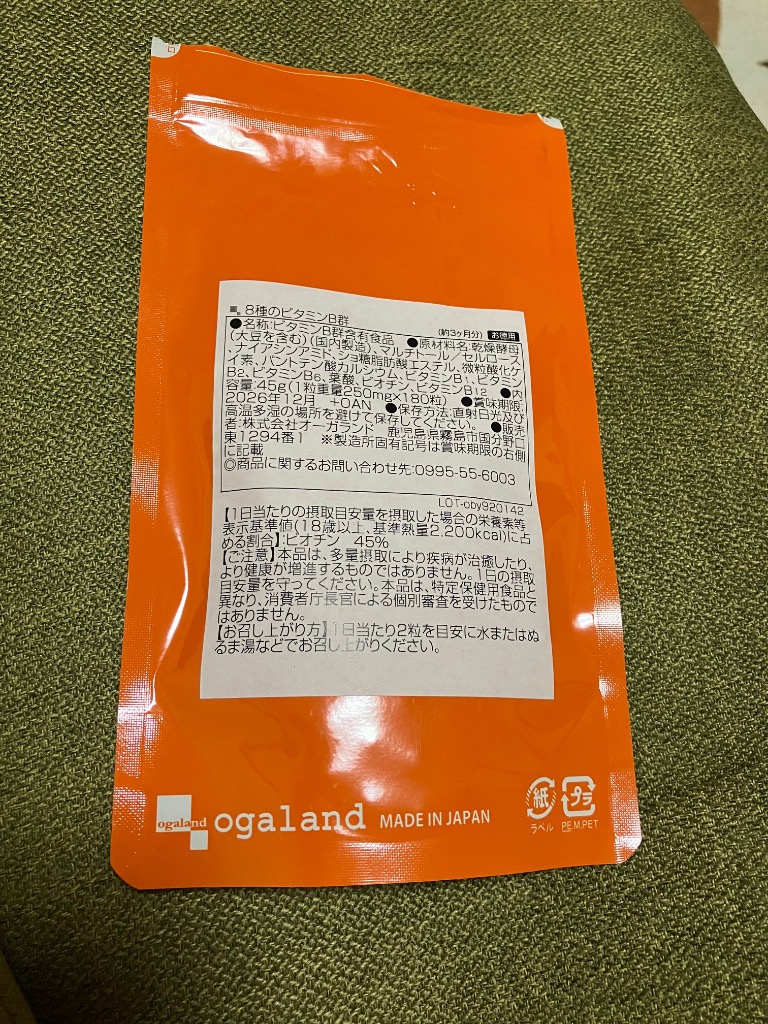 ■ 8種のビタミンB群
(約3ヶ月分) お徳用
●名称:ビタミンB群含有食品 ●原材料名:乾燥酵母
(大豆を含む)(国内製造)、マルチトール/セルロース
、ナイアシンアミド、ショ糖脂肪酸エステル、微粒酸化ケ
イ素、パントテン酸カルシウム、ビタミンB1、ビタミン
B2、ビタミンB6、葉酸、ビオチン、ビタミンB12 ●内
容量:45g(1粒重量250mg×180粒) ●賞味期限:
2026年12月 +OAN ●保存方法:直射日光及び
高温多湿の場所を避けて保存してください。 ●販売
者:株式会社オーガランド 鹿児島県霧島市国分野口
東1294番1 ※製造所固有記号は賞味期限の右側
に記載
◎商品に関するお問い合わせ先:0995-55-6003
LOT-oby920142
【1日当たりの摂取目安量を摂取した場合の栄養素等
表示基準値(18歳以上、基準熱量2,200kcal)に占
める割合】:ビオチン 45%
【ご注意】本品は、多量摂取により疾病が治癒したり、
より健康が増進するものではありません。1日の摂取
目安量を守ってください。本品は、特定保健用食品と
異なり、消費者庁長官による個別審査を受けたもので
はありません。
【お召し上がり方】1日当たり2粒を目安に水またはぬ
るま湯などでお召し上がりください。
ogaland ogaland MADE IN JAPAN
紙 プラ
ラベル PE M.PET